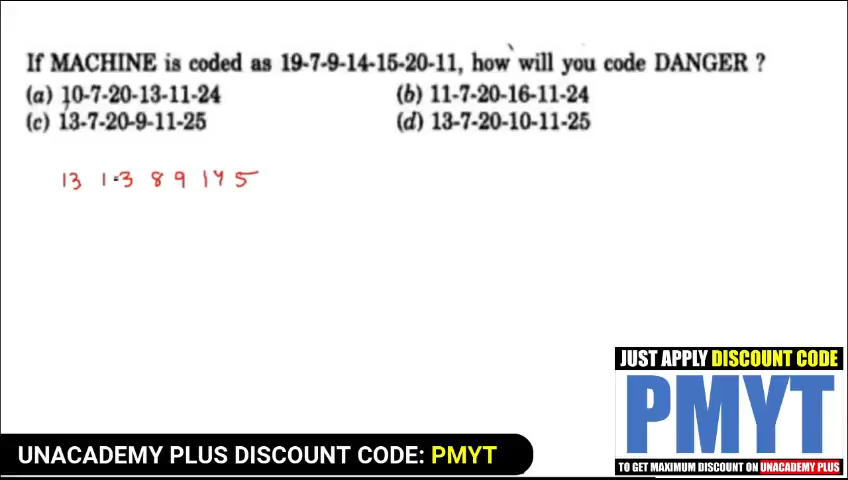 If MACHINE is coded as 19-7-9-14-15-20-11, how will you code DANGER ?
(a) 10-7-20-13-11-24
(b) 11-7-20-16-11-24
(c) 13-7-20-9-11-25
(d) 13-7-20-10-11-25
13 1 3 8 9 14 5
JUST APPLY DISCOUNT CODE
PMYT
TO GET MAXIMUM DISCOUNT ON UNACADEMY PLUS
UNACADEMY PLUS DISCOUNT CODE: PMYT